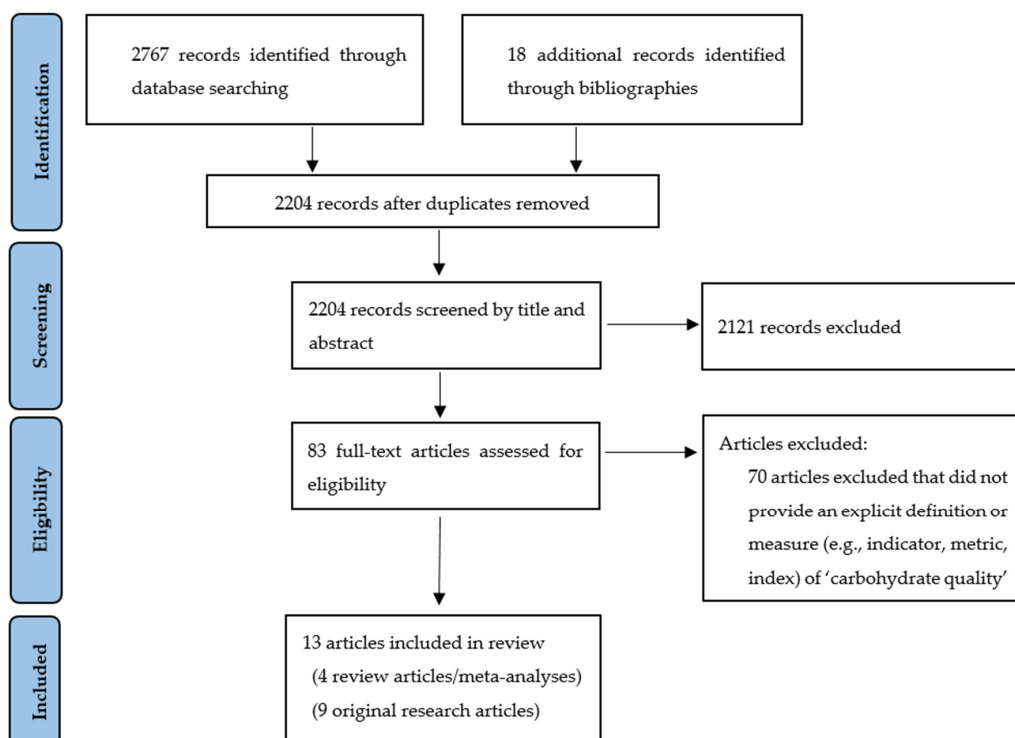 Identification
2767 records identified through
database searching
18 additional records identified
through bibliographies
2204 records after duplicates removed
Screening
2204 records screened by title and
abstract
2121 records excluded
Eligibility
83 full-text articles assessed for
eligibility
Articles excluded:
70 articles excluded that did not
provide an explicit definition or
measure (e.g., indicator, metric,
index) of ‘carbohydrate quality’
Included
13 articles included in review
(4 review articles/meta-analyses)
(9 original research articles)